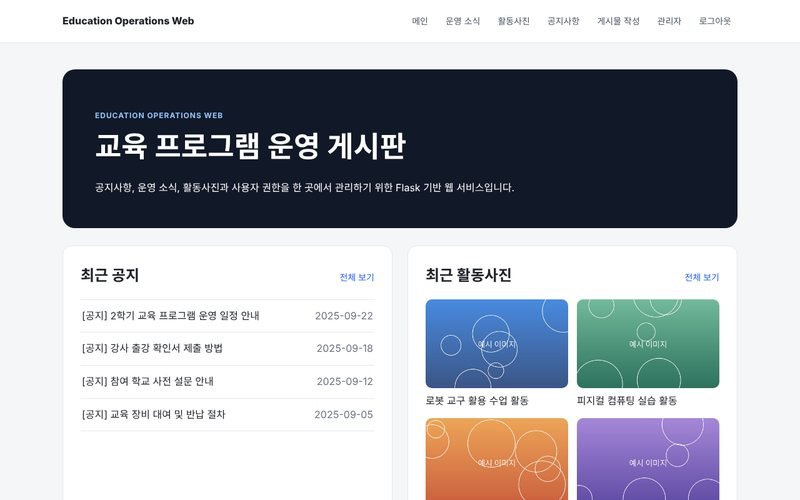 Education Operations Web
메인 운영 소식 활동사진 공지사항 게시물 작성 관리자 로그아웃
EDUCATION OPERATIONS WEB
교육 프로그램 운영 게시판
공지사항, 운영 소식, 활동사진과 사용자 권한을 한 곳에서 관리하기 위한 Flask 기반 웹 서비스입니다.
최근 공지 전체 보기
[공지] 2학기 교육 프로그램 운영 일정 안내 2025-09-22
[공지] 강사 출강 확인서 제출 방법 2025-09-18
[공지] 참여 학교 사전 설문 안내 2025-09-12
[공지] 교육 장비 대여 및 반납 절차 2025-09-05
최근 활동사진 전체 보기
예시 이미지 예시 이미지
로봇 교구 활용 수업 활동 피지컬 컴퓨팅 실습 활동
예시 이미지 예시 이미지